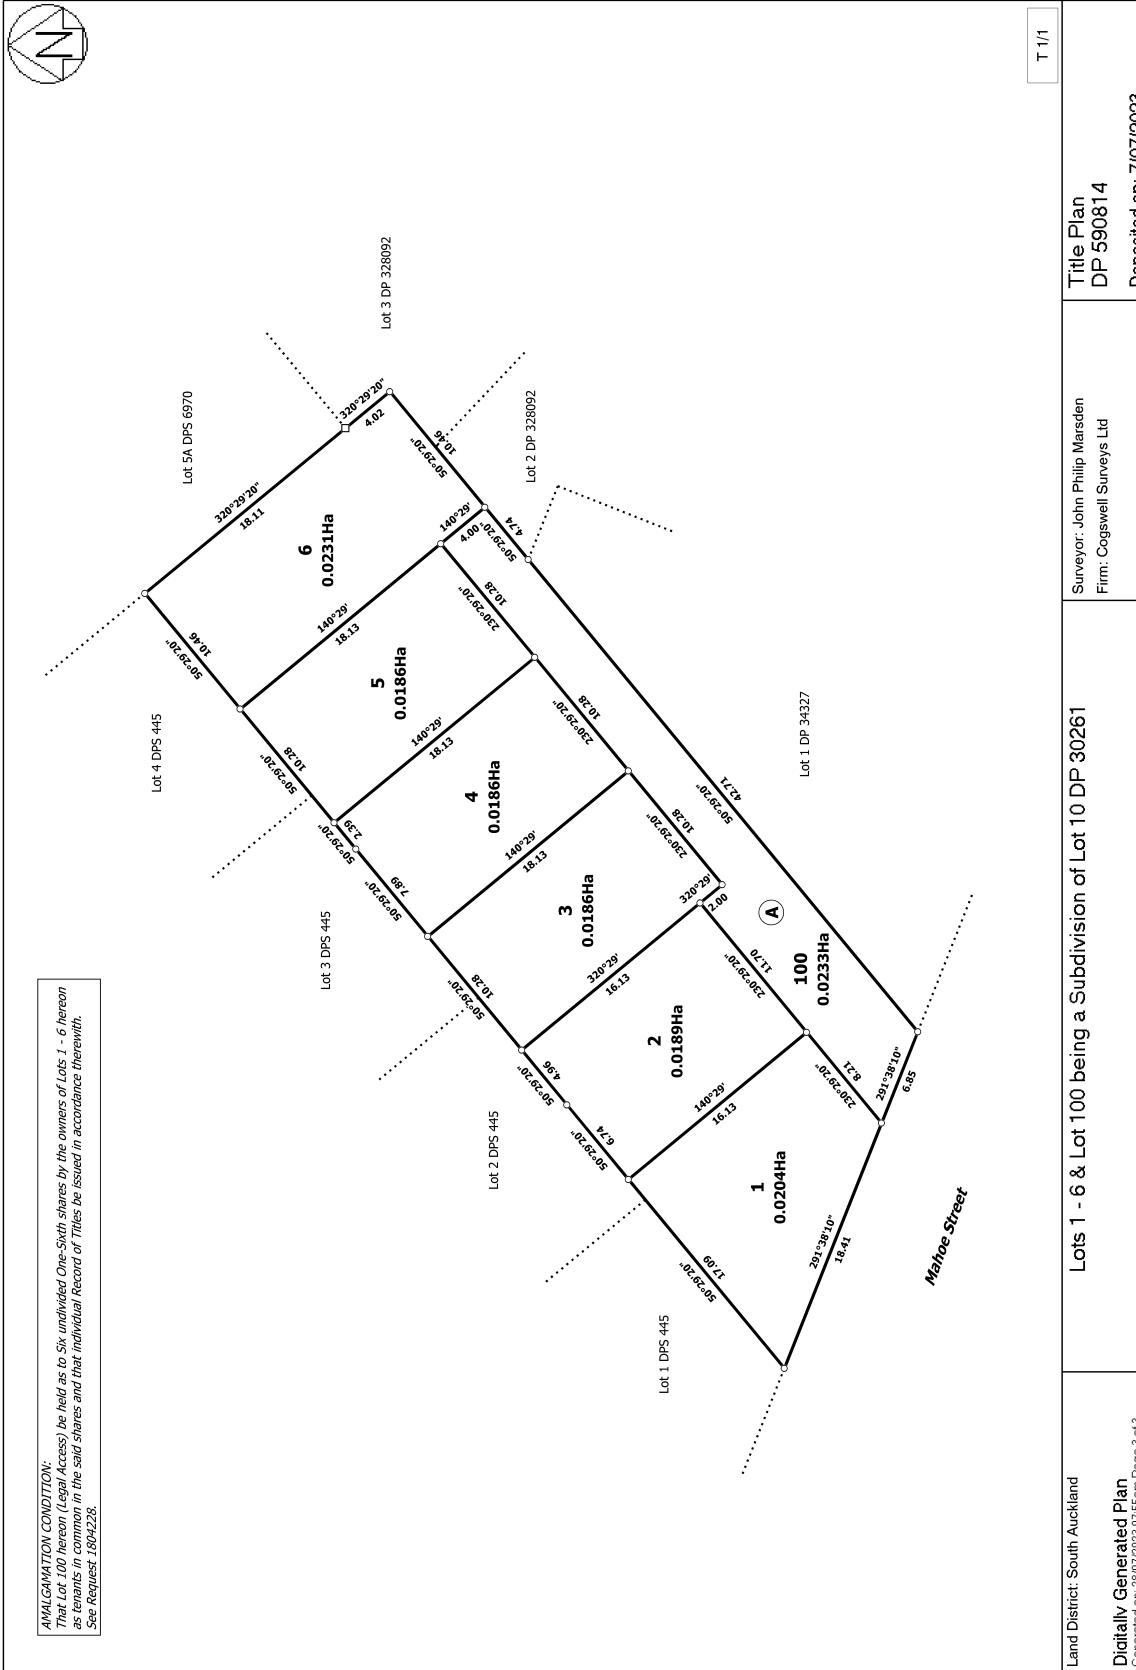 AMALGAMATION CONDITION:
That Lot 100 hereon (Legal Access) be held as to Six undivided One-Sixth shares by the owners of Lots 1 - 6 hereon
as tenants in common in the said shares and that individual Record of Titles be issued in accordance therewith.
See Request 1804228.
N
Lot 1 DPS 445
Lot 2 DPS 445
Lot 3 DPS 445
Lot 4 DPS 445
Lot 5A DPS 6970
Lot 3 DP 328092
Lot 2 DP 328092
Lot 1 DP 34327
50°29'20"
17.09
50°29'20"
6.74
50°29'20"
4.96
50°29'20"
10.28
50°29'20"
7.89
50°29'20"
2.39
50°29'20"
10.28
50°29'20"
10.46
320°29'20"
18.11
320°29'20"
4.02
50°29'20"
10.46
140°29'
4.00
50°29'20"
4.74
50°29'20"
42.71
6
0.0231Ha
140°29'
18.13
5
0.0186Ha
230°29'20"
10.28
140°29'
18.13
4
0.0186Ha
230°29'20"
10.28
140°29'
18.13
3
0.0186Ha
230°29'20"
10.28
320°29'
2.00
320°29'
16.13
2
0.0189Ha
230°29'20"
11.70
140°29'
16.13
1
0.0204Ha
230°29'20"
8.21
A
100
0.0233Ha
291°38'10"
18.41
291°38'10"
6.85
Mahoe Street
T 1/1
Land District: South Auckland
Digitally Generated Plan
Lots 1 - 6 & Lot 100 being a Subdivision of Lot 10 DP 30261
Surveyor: John Philip Marsden
Firm: Cogswell Surveys Ltd
Title Plan
DP 590814
Deposited on: 7/07/2023